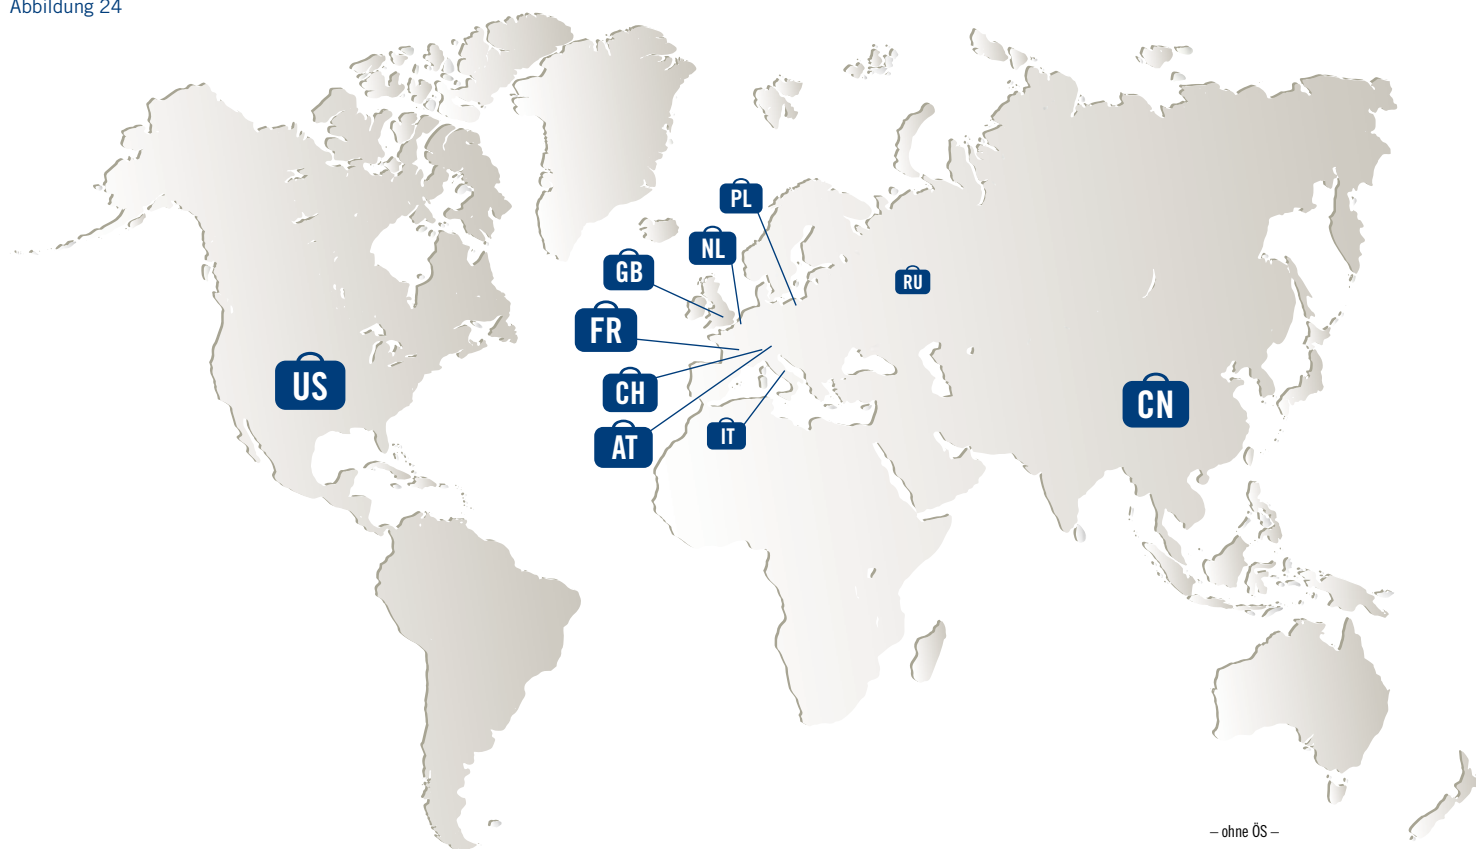 Abbildung 24
PL
NL
GB
RU
FR
US
CH
CN
AT
IT
– ohne ÖS –